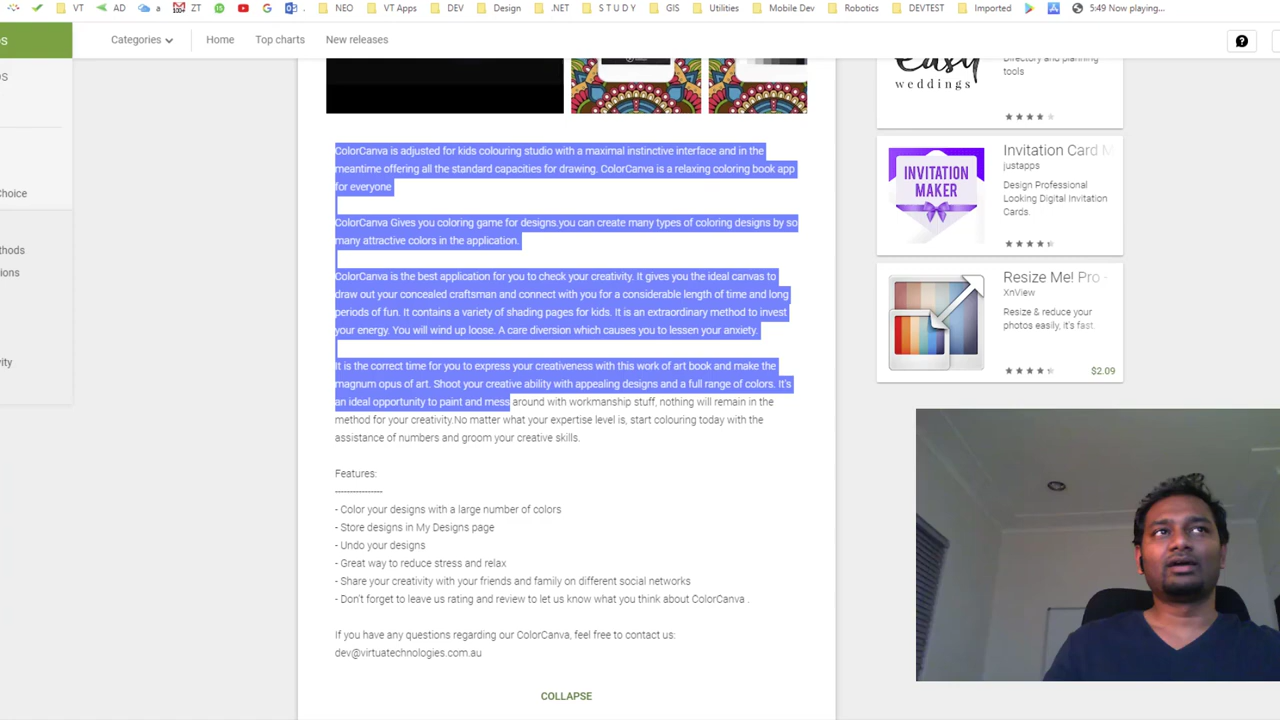 VT
AD
a
ZT
NEO
VT Apps
DEV
Design
.NET
S T U D Y
GIS
Utilities
Mobile Dev
Robotics
DEVTEST
Imported
5:49 Now playing...
Categories
Home
Top charts
New releases
Choice
weddings
Directory and planning
tools
ColorCanva is adjusted for kids colouring studio with a maximal instinctive interface and in the
meantime offering all the standard capacities for drawing. ColorCanva is a relaxing coloring book app
for everyone
ColorCanva Gives you coloring game for designs.you can create many types of coloring designs by so
many attractive colors in the application.
ColorCanva is the best application for you to check your creativity. It gives you the ideal canvas to
draw out your concealed craftsman and connect with you for a considerable length of time and long
periods of fun. It contains a variety of shading pages for kids. It is an extraordinary method to invest
your energy. You will wind up loose. A care diversion which causes you to lessen your anxiety.
It is the correct time for you to express your creativeness with this work of art book and make the
magnum opus of art. Shoot your creative ability with appealing designs and a full range of colors. It's
an ideal opportunity to paint and mess around with workmanship stuff, nothing will remain in the
method for your creativity.No matter what your expertise level is, start colouring today with the
assistance of numbers and groom your creative skills.
Features:
----------------
- Color your designs with a large number of colors
- Store designs in My Designs page
- Undo your designs
- Great way to reduce stress and relax
- Share your creativity with your friends and family on different social networks
- Don't forget to leave us rating and review to let us know what you think about ColorCanva .
If you have any questions regarding our ColorCanva, feel free to contact us:
dev@virtuatechnologies.com.au
COLLAPSE
INVITATION
MAKER
Invitation Card M
justapps
Design Professional
Looking Digital Invitation
Cards.
Resize Me! Pro -
XnView
Resize & reduce your
photos easily, it's fast
$2.09